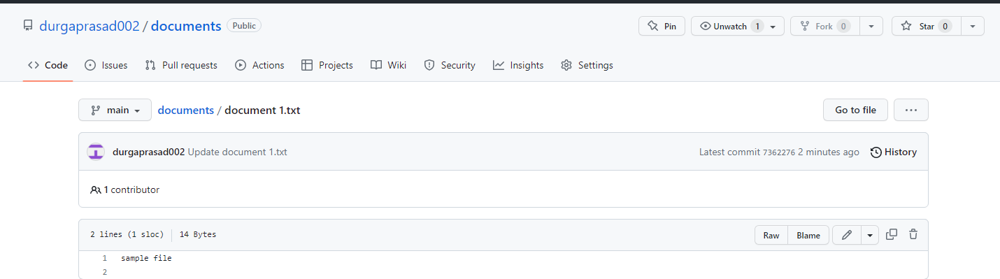 durgaprasad002 / documents Public Pin Unwatch 1 Fork 0 Star 0
Code Issues Pull requests Actions Projects Wiki Security Insights Settings
main documents / document 1.txt Go to file ...
durgaprasad002 Update document 1.txt Latest commit 7362276 2 minutes ago History
1 contributor
2 lines (1 sloc) 14 Bytes Raw Blame
1 sample file
2